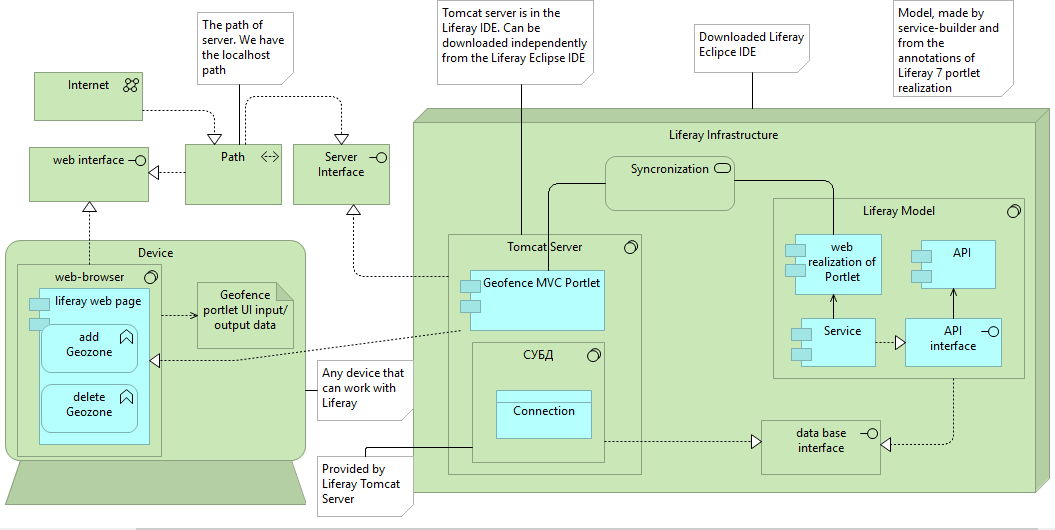 The path of
server. We have
the localhost
path
Tomcat server is in the
Liferay IDE. Can be
downloaded independently
from the Liferay Eclipse IDE
Downloaded Liferay
Eclipce IDE
Model, made by
service-builder and
from the
annotations of
Liferay 7 portlet
realization
Internet
web interface
Path
Server
Interface
Liferay Infrastructure
Syncronization
Liferay Model
web
realization of
Portlet
API
Service
API
interface
Tomcat Server
Geofence MVC Portlet
СУБД
Connection
data base
interface
Device
web-browser
liferay web page
add
Geozone
delete
Geozone
Geofence
portlet UI input/
output data
Any device that
can work with
Liferay
Provided by
Liferay Tomcat
Server